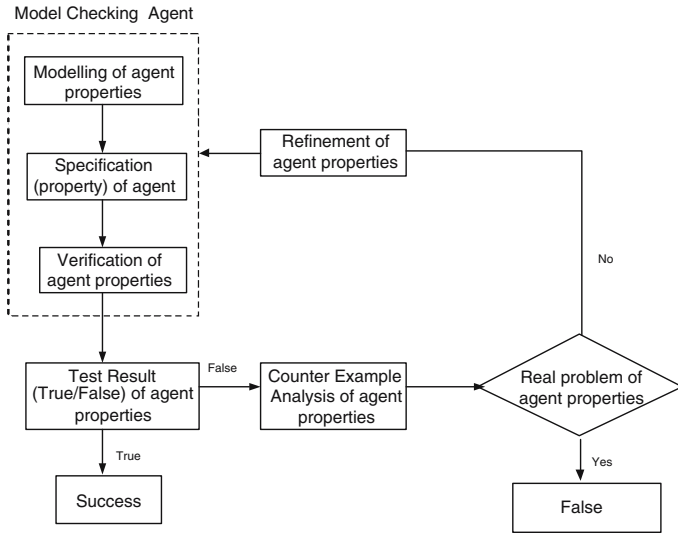 Model Checking Agent
Modelling of agent
properties
Specification
(property) of agent
Verification of
agent properties
Refinement of
agent properties
No
Test Result
(True/False) of agent
properties
False
Counter Example
Analysis of agent
properties
Real problem of
agent properties
True
Yes
Success
False